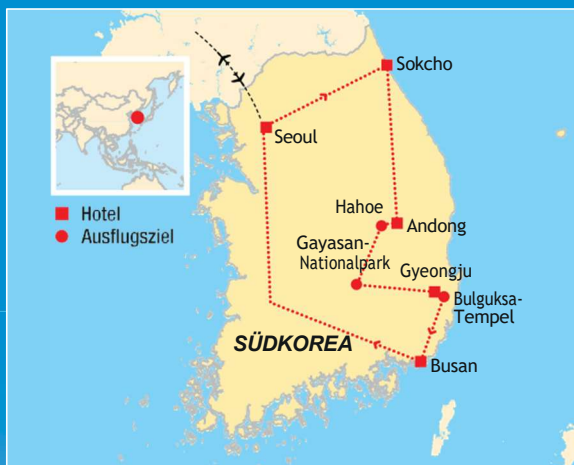 Sokcho
Seoul
Hotel
Ausflugsziel
Hahoe
Andong
Gayasan-
Nationalpark
Gyeongju
Bulguksa-
Tempel
SÜDKOREA
Busan